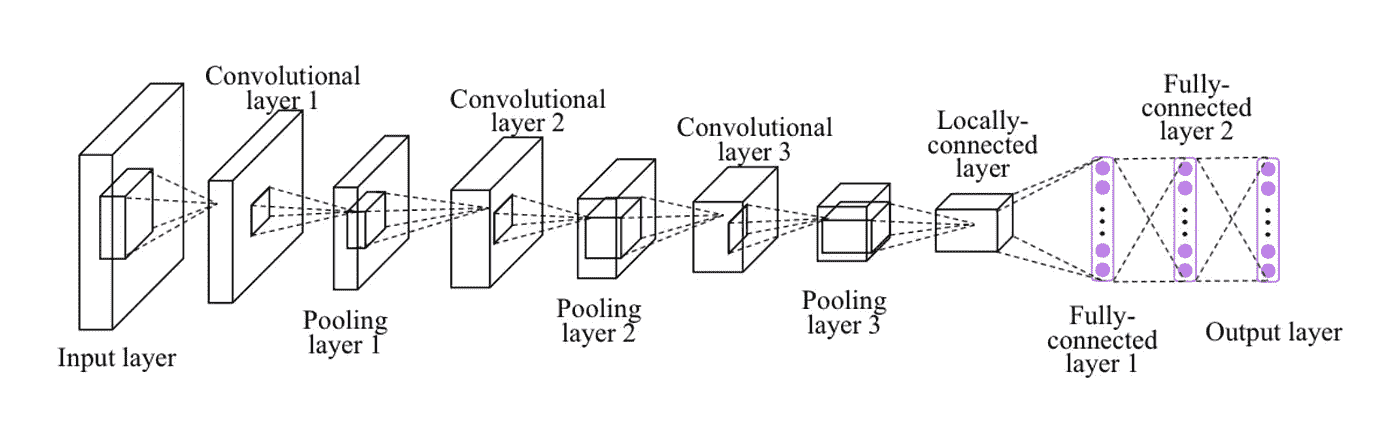 Convolutional
layer 1
Convolutional
layer 2
Convolutional
layer 3
Locally-
connected
layer
Fully-
connected
layer 2
Input layer
Pooling
layer 1
Pooling
layer 2
Pooling
layer 3
Fully-
connected
layer 1
Output layer